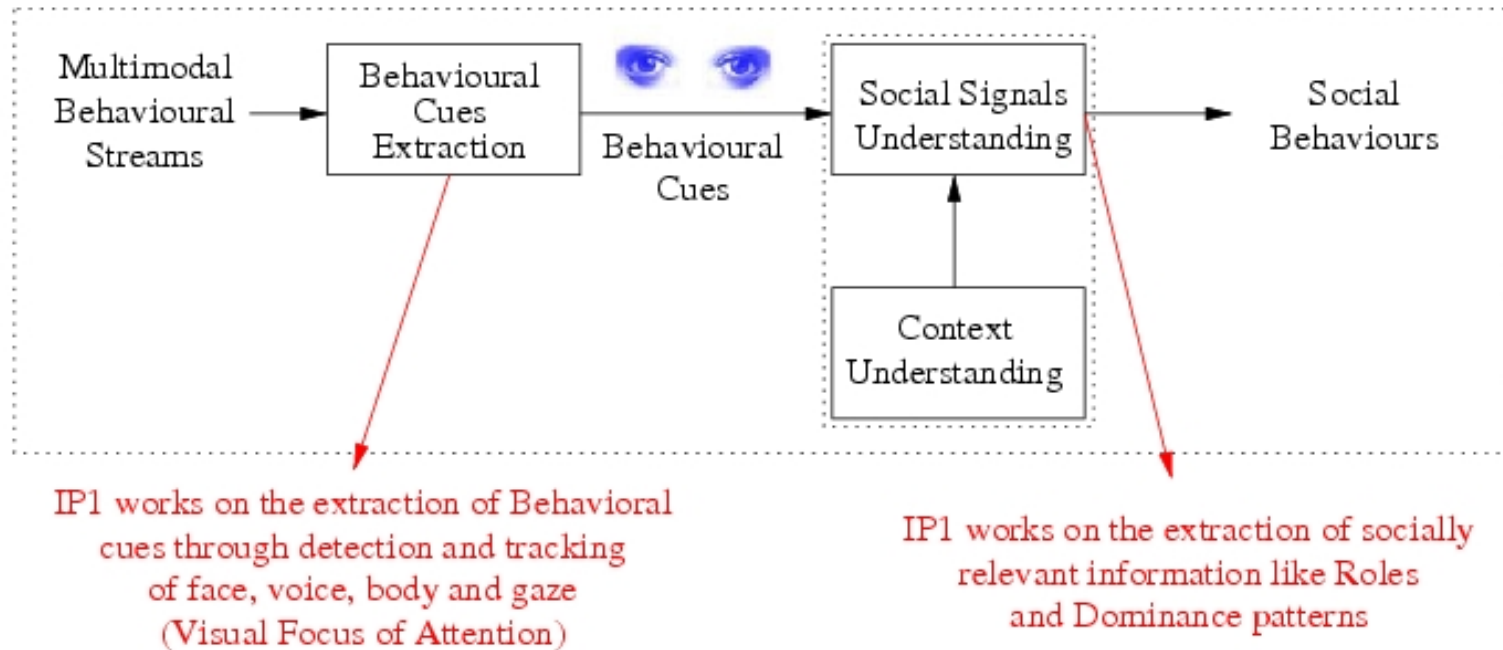 Multimodal
Behavioural
Streams
Behavioural
Cues
Extraction
Behavioural
Cues
Social Signals
Understanding
Social
Behaviours
Context
Understanding
IP1 works on the extraction of Behavioral
cues through detection and tracking
of face, voice, body and gaze
(Visual Focus of Attention)
IP1 works on the extraction of socially
relevant information like Roles
and Dominance patterns